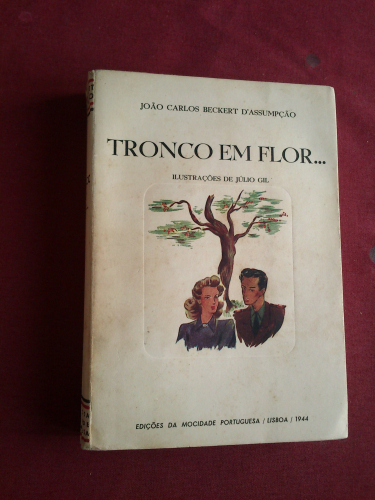 JOÃO CARLOS BECKERT D'ASSUMPÇÃO
TRONCO EM FLOR...
ILUSTRAÇÕES DE JÚLIO GIL
EDIÇÕES DA MOCIDADE PORTUGUESA / LISBOA / 1944